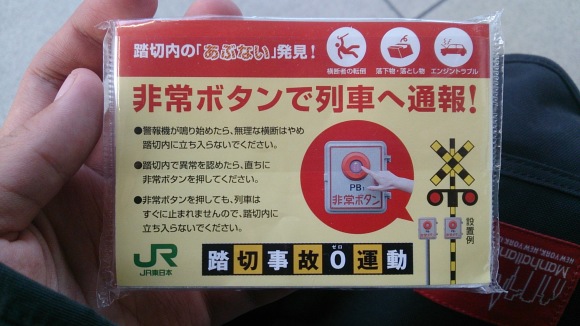 踏切内の「あぶない」発見！
横断者の転倒
落下物・落とし物
エンジントラブル
非常ボタンで列車へ通報！
●警報機が鳴り始めたら、無理な横断はやめ
踏切内に立ち入らないでください。
●踏切内で異常を認めたら、直ちに
非常ボタンを押してください。
●非常ボタンを押しても、列車は
すぐに止まれませんので、踏切内に
立ち入らないでください。
PB1
非常ボタン
設置例
JR
JR東日本
ゼロ
踏切事故0運動
Manhattan
NEW YORK